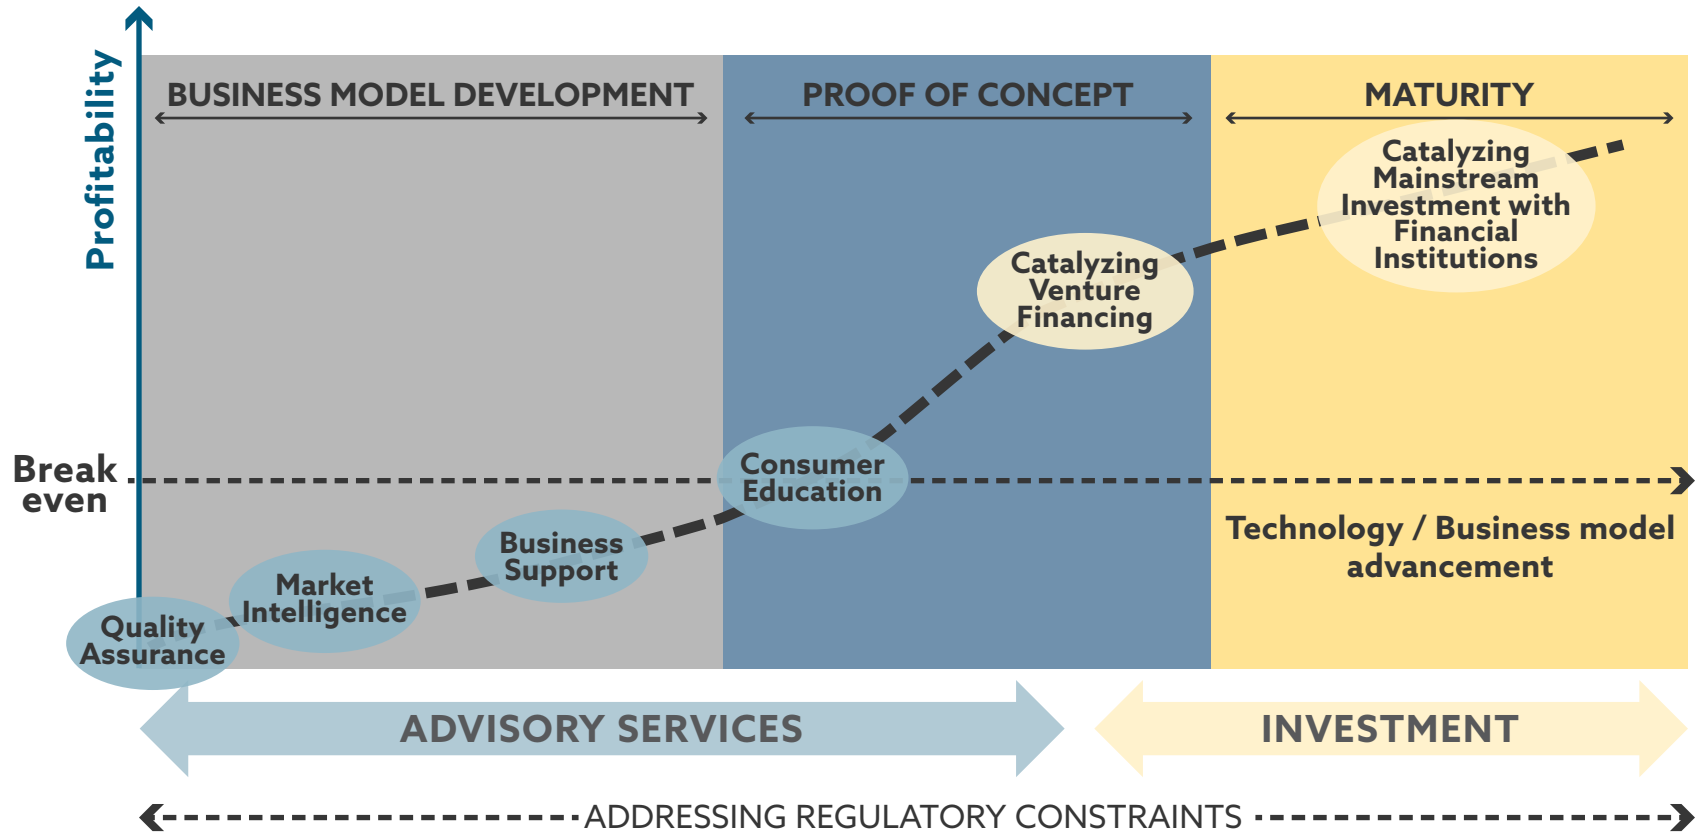 Profitability
BUSINESS MODEL DEVELOPMENT
PROOF OF CONCEPT
MATURITY
Catalyzing
Mainstream
Investment with
Financial
Institutions
Catalyzing
Venture
Financing
Break
even
Consumer
Education
Technology / Business model
advancement
Business
Support
Market
Intelligence
Quality
Assurance
ADVISORY SERVICES
INVESTMENT
ADDRESSING REGULATORY CONSTRAINTS